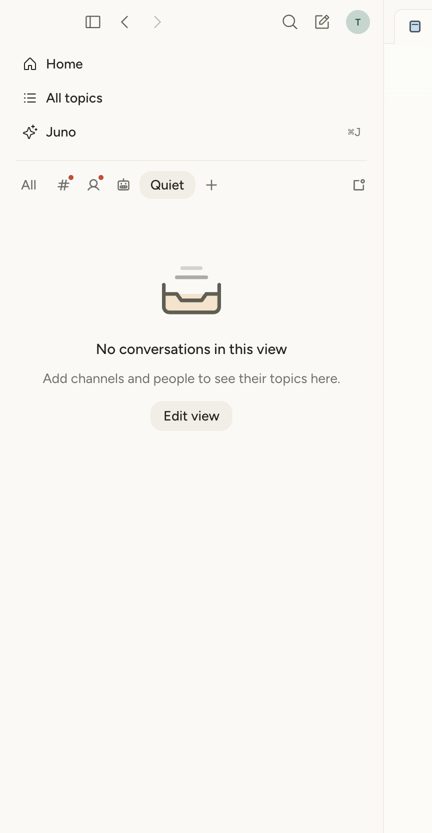 T
Home
All topics
Juno ⌘J
All Quiet
No conversations in this view
Add channels and people to see their topics here.
Edit view